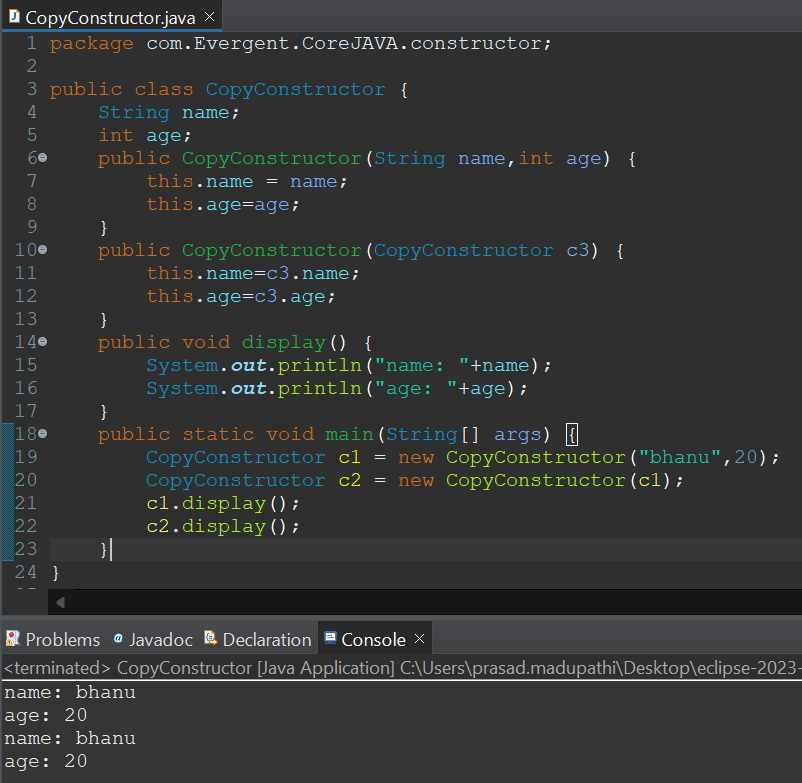 CopyConstructor.java
1 package com.Evergent.CoreJAVA.constructor;
2
3 public class CopyConstructor {
4     String name;
5     int age;
6     public CopyConstructor(String name,int age) {
7         this.name = name;
8         this.age=age;
9     }
10     public CopyConstructor(CopyConstructor c3) {
11         this.name=c3.name;
12         this.age=c3.age;
13     }
14     public void display() {
15         System.out.println("name: "+name);
16         System.out.println("age: "+age);
17     }
18     public static void main(String[] args) {
19         CopyConstructor c1 = new CopyConstructor("bhanu",20);
20         CopyConstructor c2 = new CopyConstructor(c1);
21         c1.display();
22         c2.display();
23     }
24 }
Problems Javadoc Declaration Console
<terminated> CopyConstructor [Java Application] C:\Users\prasad.madupathi\Desktop\eclipse-2023-
name: bhanu
age: 20
name: bhanu
age: 20